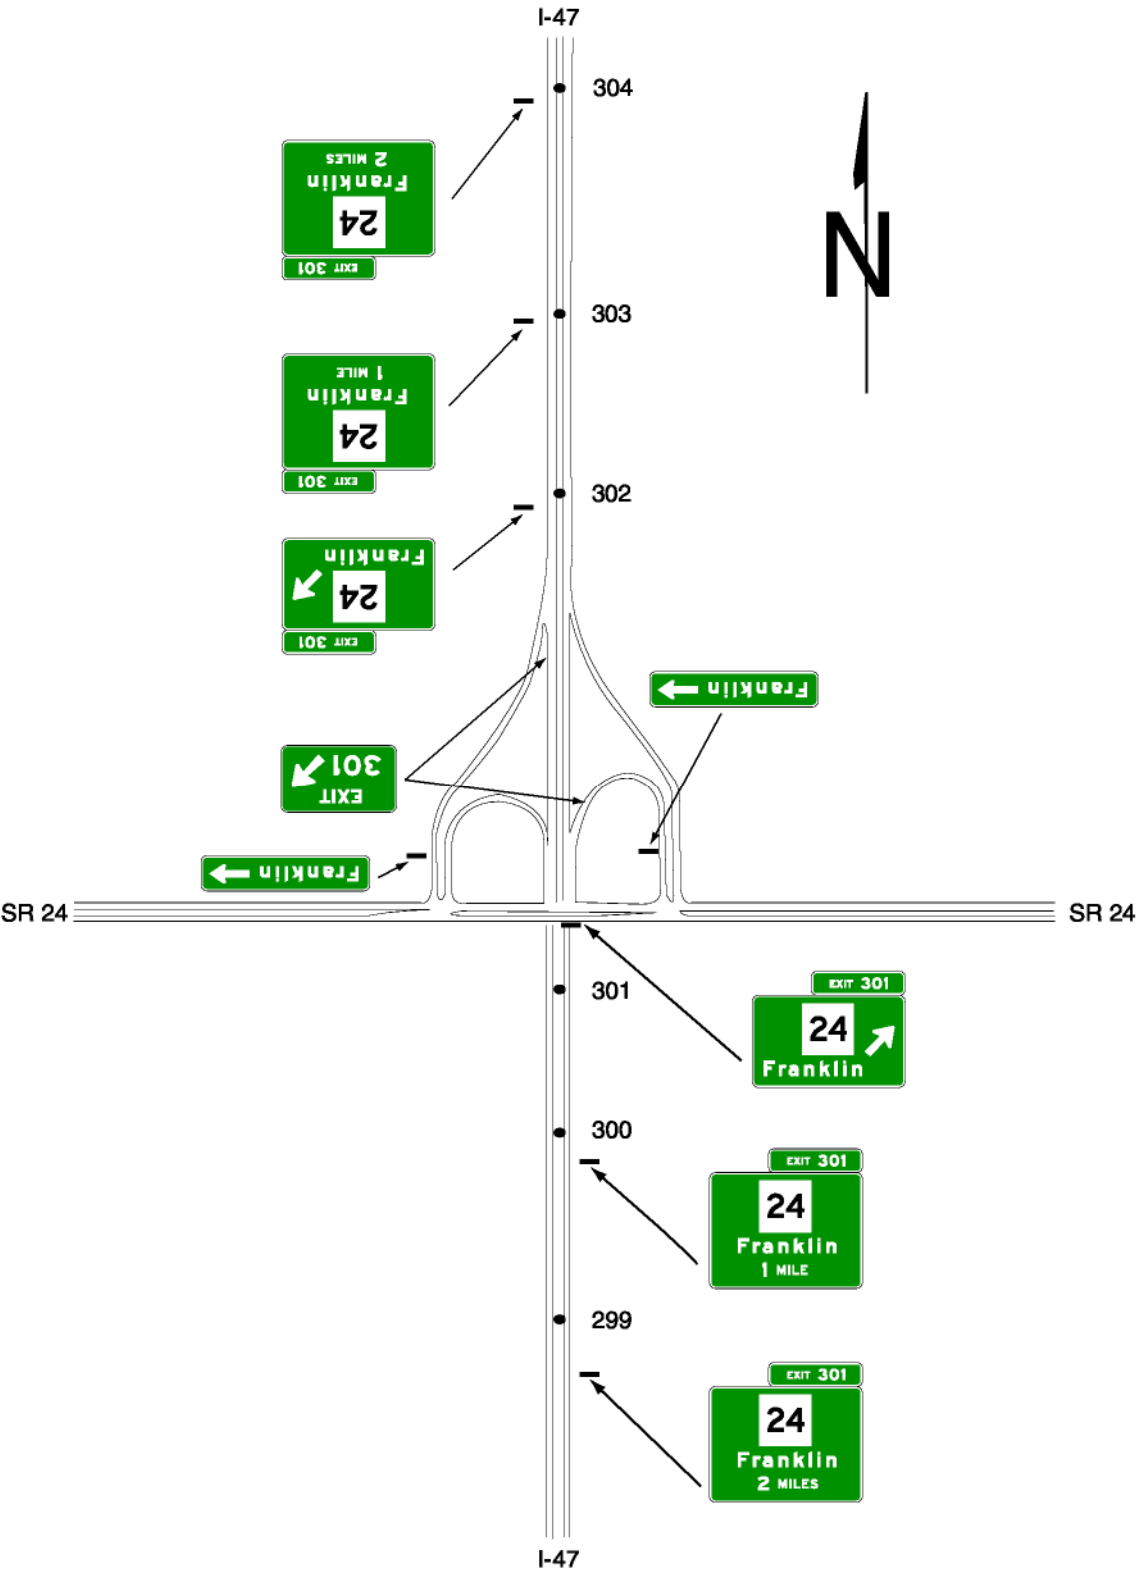 I-47
304
EXIT 301
24
Franklin
2 MILES
N
303
EXIT 301
24
Franklin
1 MILE
302
EXIT 301
24
Franklin
Franklin
EXIT
301
Franklin
SR 24
SR 24
301
EXIT 301
24
Franklin
300
EXIT 301
24
Franklin
1 MILE
299
EXIT 301
24
Franklin
2 MILES
I-47